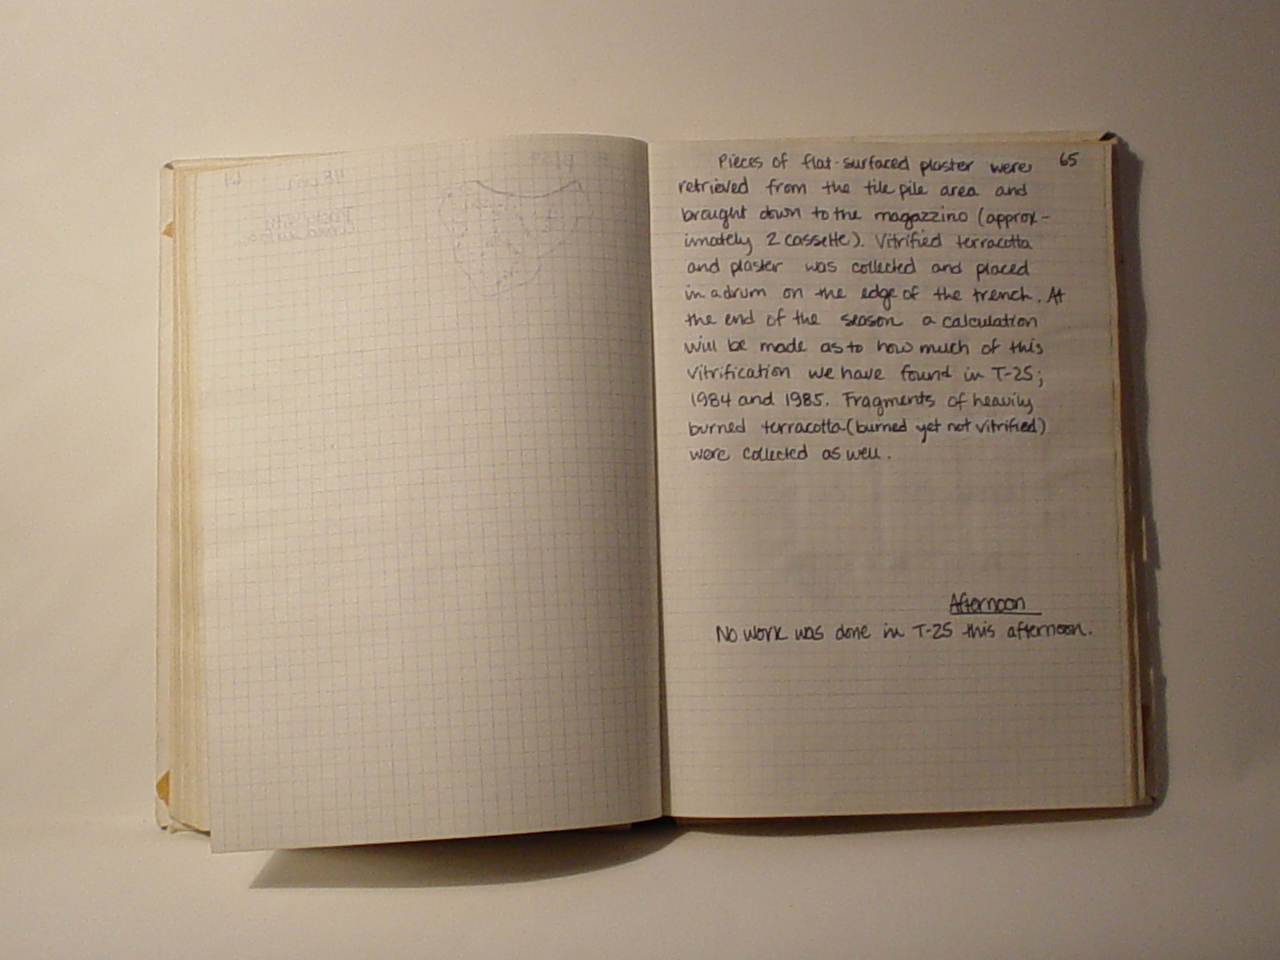 65
Pieces of flat-surfaced plaster were
retrieved from the tile pile area and
brought down to the magazzino (approx-
imately 2 cassette). Vitrified terracotta
and plaster was collected and placed
in a drum on the edge of the trench. At
the end of the season a calculation
will be made as to how much of this
vitrification we have found in T-25;
1984 and 1985. Fragments of heavily
burned terracotta (burned yet not vitrified)
were collected as well.
Afternoon
No work was done in T-25 this afternoon.